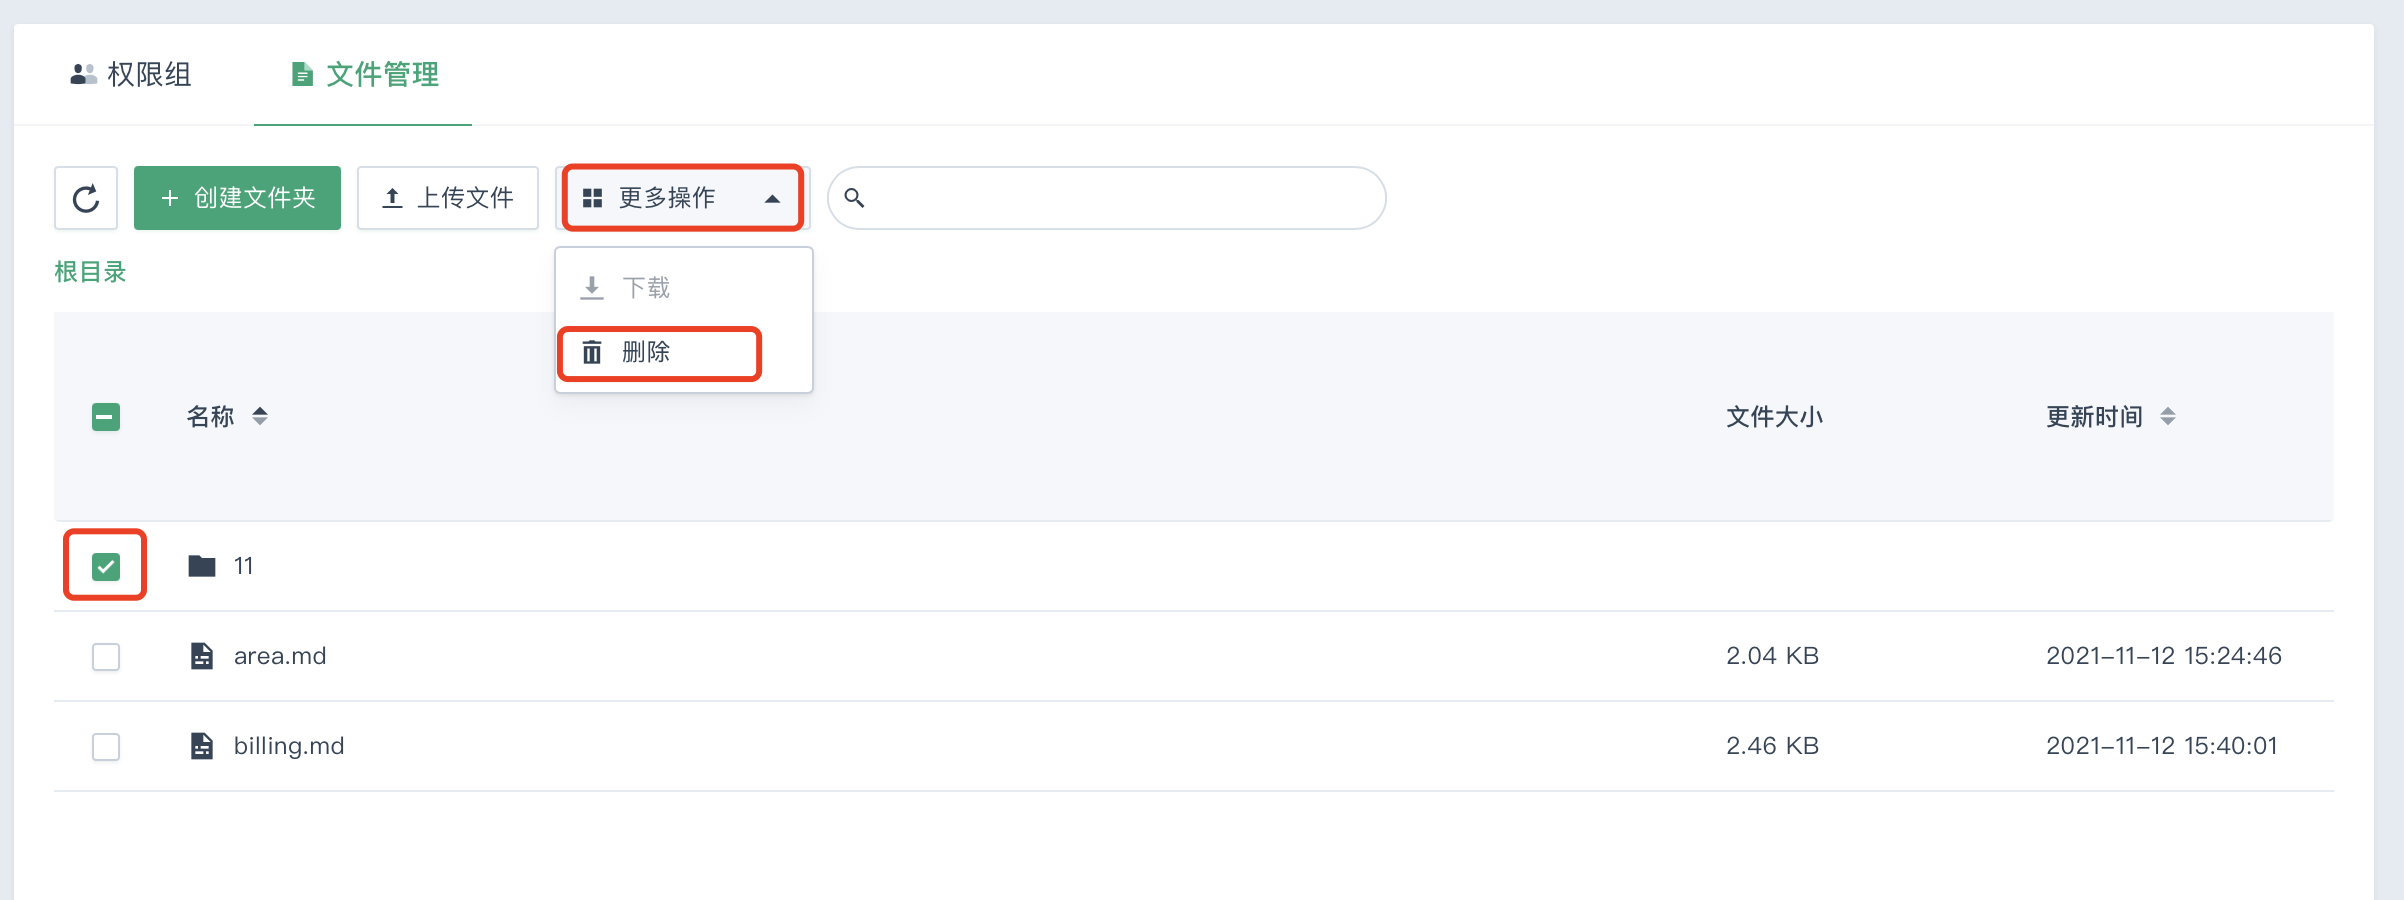 权限组 文件管理
+ 创建文件夹 上传文件 更多操作
根目录
下载
删除
名称 文件大小 更新时间
11
area.md 2.04 KB 2021-11-12 15:24:46
billing.md 2.46 KB 2021-11-12 15:40:01